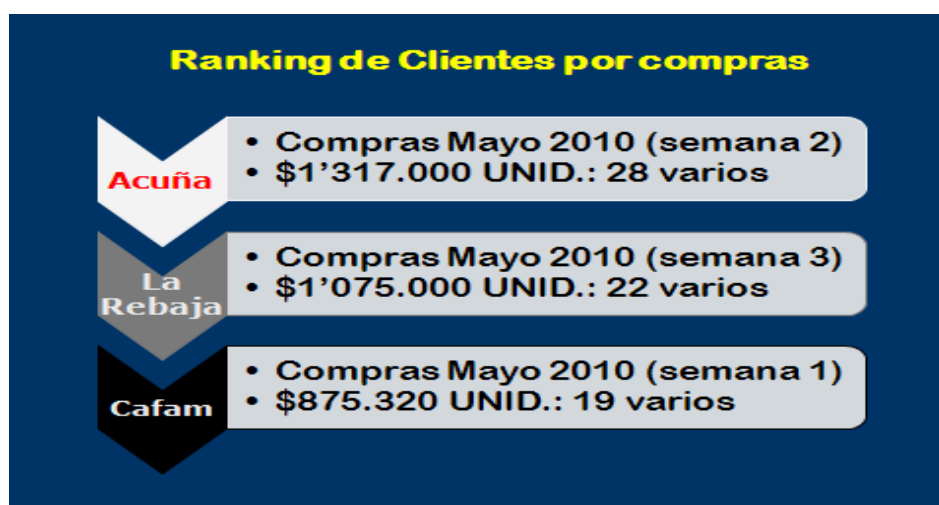 Ranking de Clientes por compras
Acuña
• Compras Mayo 2010 (semana 2)
• $1’317.000 UNID.: 28 varios
La
Rebaja
• Compras Mayo 2010 (semana 3)
• $1’075.000 UNID.: 22 varios
Cafam
• Compras Mayo 2010 (semana 1)
• $875.320 UNID.: 19 varios